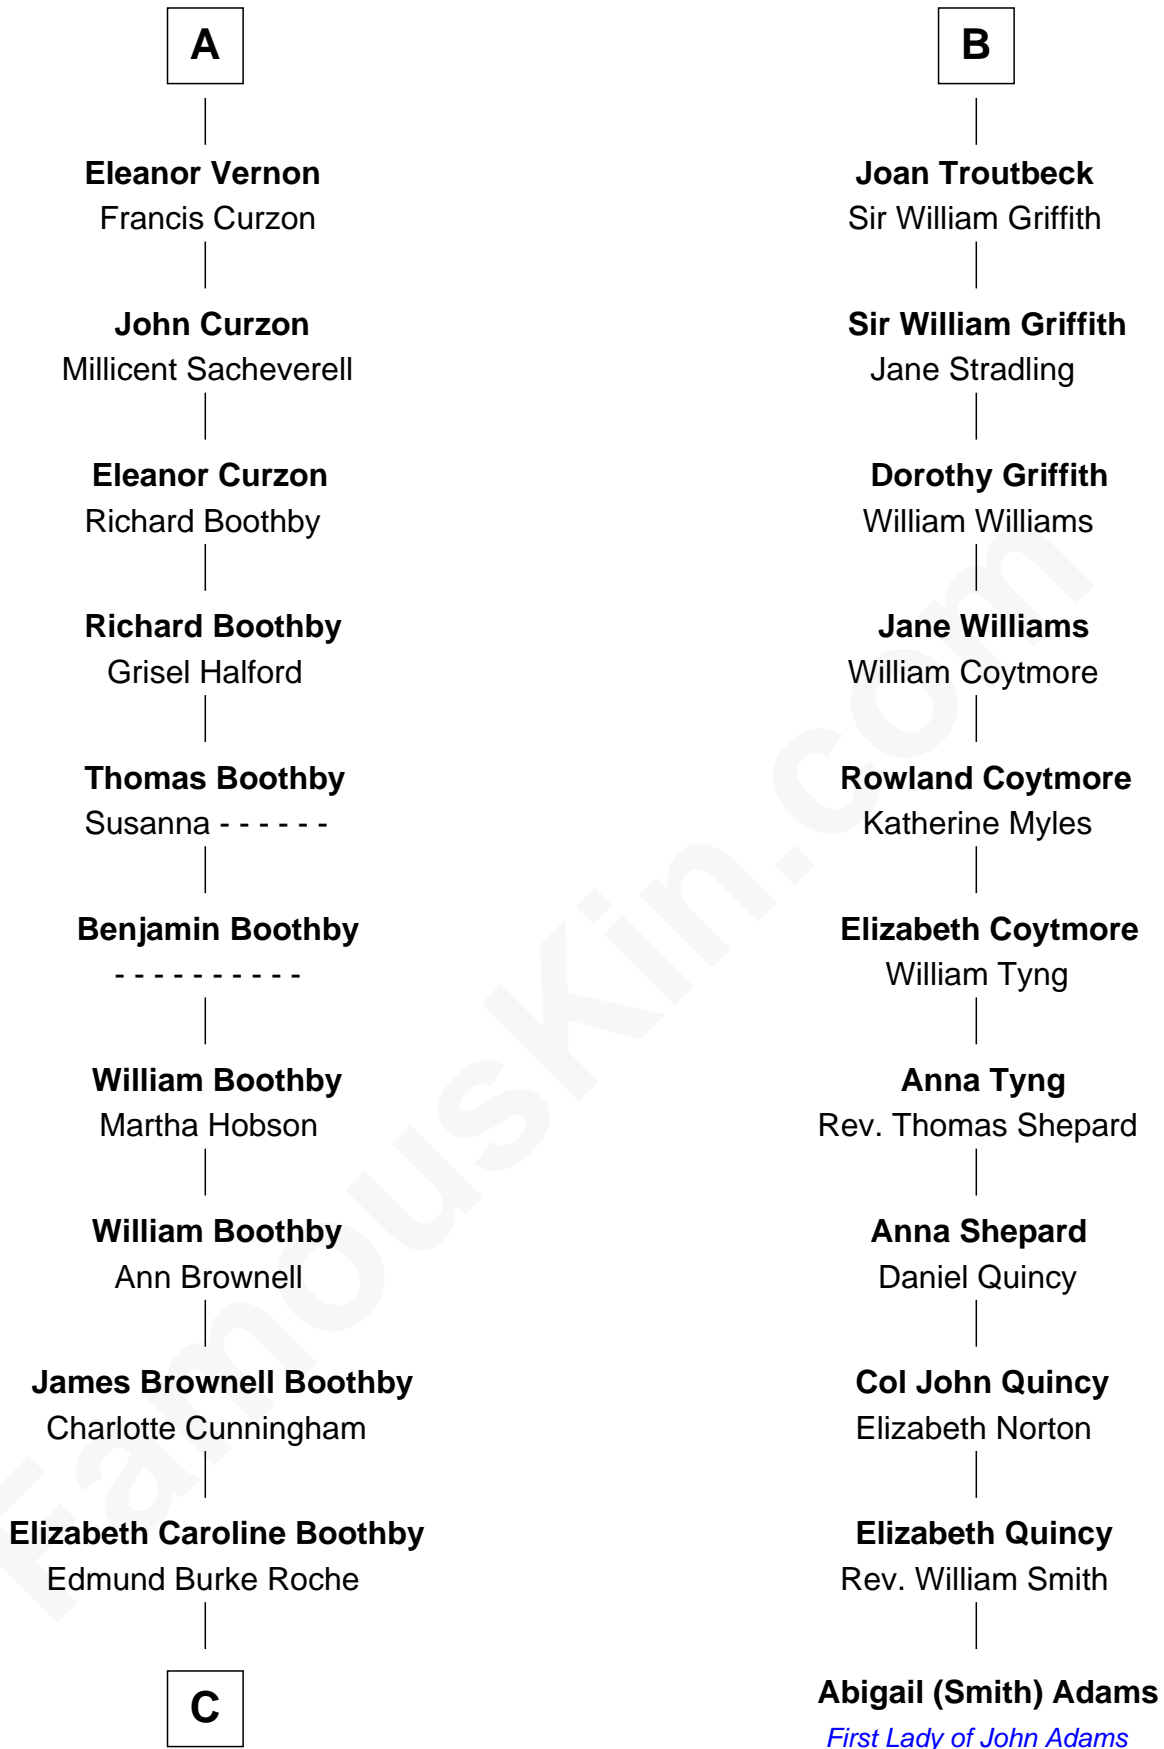 A
Eleanor Vernon
Francis Curzon
John Curzon
Millicent Sacheverell
Eleanor Curzon
Richard Boothby
Richard Boothby
Grisel Halford
Thomas Boothby
Susanna - - - - - -
Benjamin Boothby
- - - - - - - - - -
William Boothby
Martha Hobson
William Boothby
Ann Brownell
James Brownell Boothby
Charlotte Cunningham
Elizabeth Caroline Boothby
Edmund Burke Roche
C
B
Joan Troutbeck
Sir William Griffith
Sir William Griffith
Jane Stradling
Dorothy Griffith
William Williams
Jane Williams
William Coytmore
Rowland Coytmore
Katherine Myles
Elizabeth Coytmore
William Tyng
Anna Tyng
Rev. Thomas Shepard
Anna Shepard
Daniel Quincy
Col John Quincy
Elizabeth Norton
Elizabeth Quincy
Rev. William Smith
Abigail (Smith) Adams
First Lady of John Adams
FamousKin.com